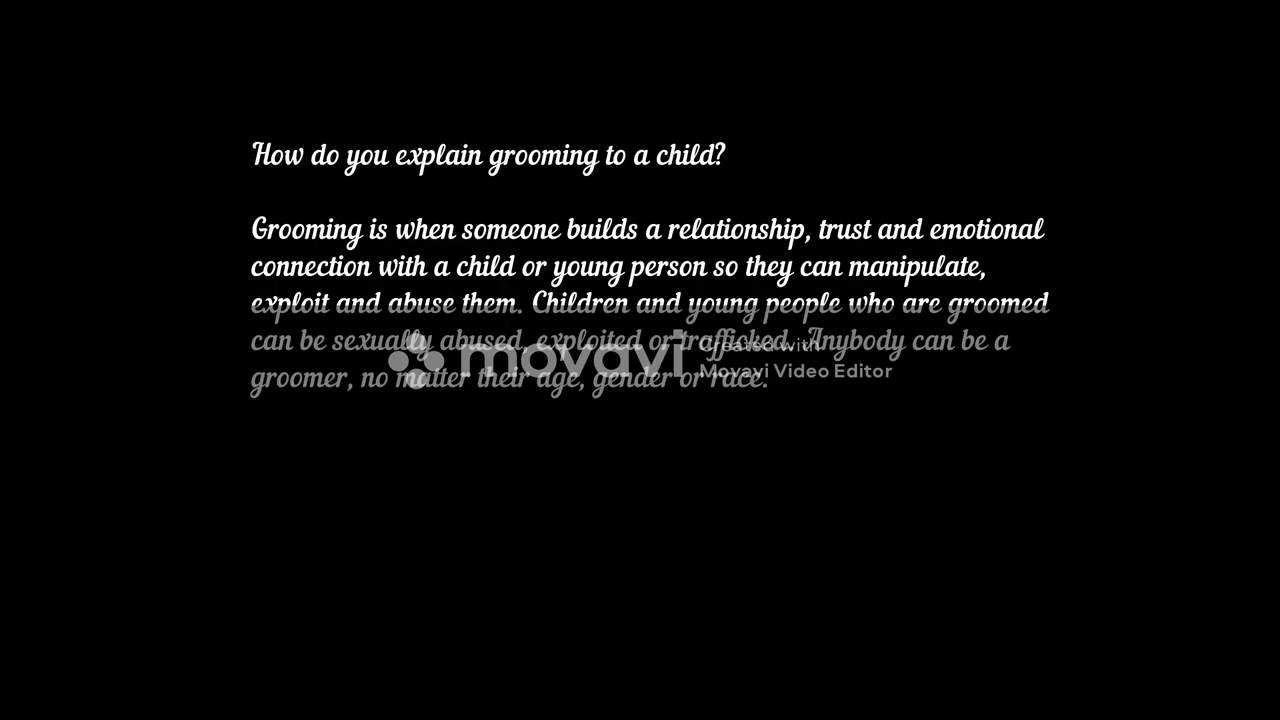 How do you explain grooming to a child?
Grooming is when someone builds a relationship, trust and emotional
connection with a child or young person so they can manipulate,
exploit and abuse them. Children and young people who are groomed
can be sexually abused, exploited or trafficked. Anybody can be a
groomer, no matter their age, gender or race.
movavi
Created with
Movavi Video Editor